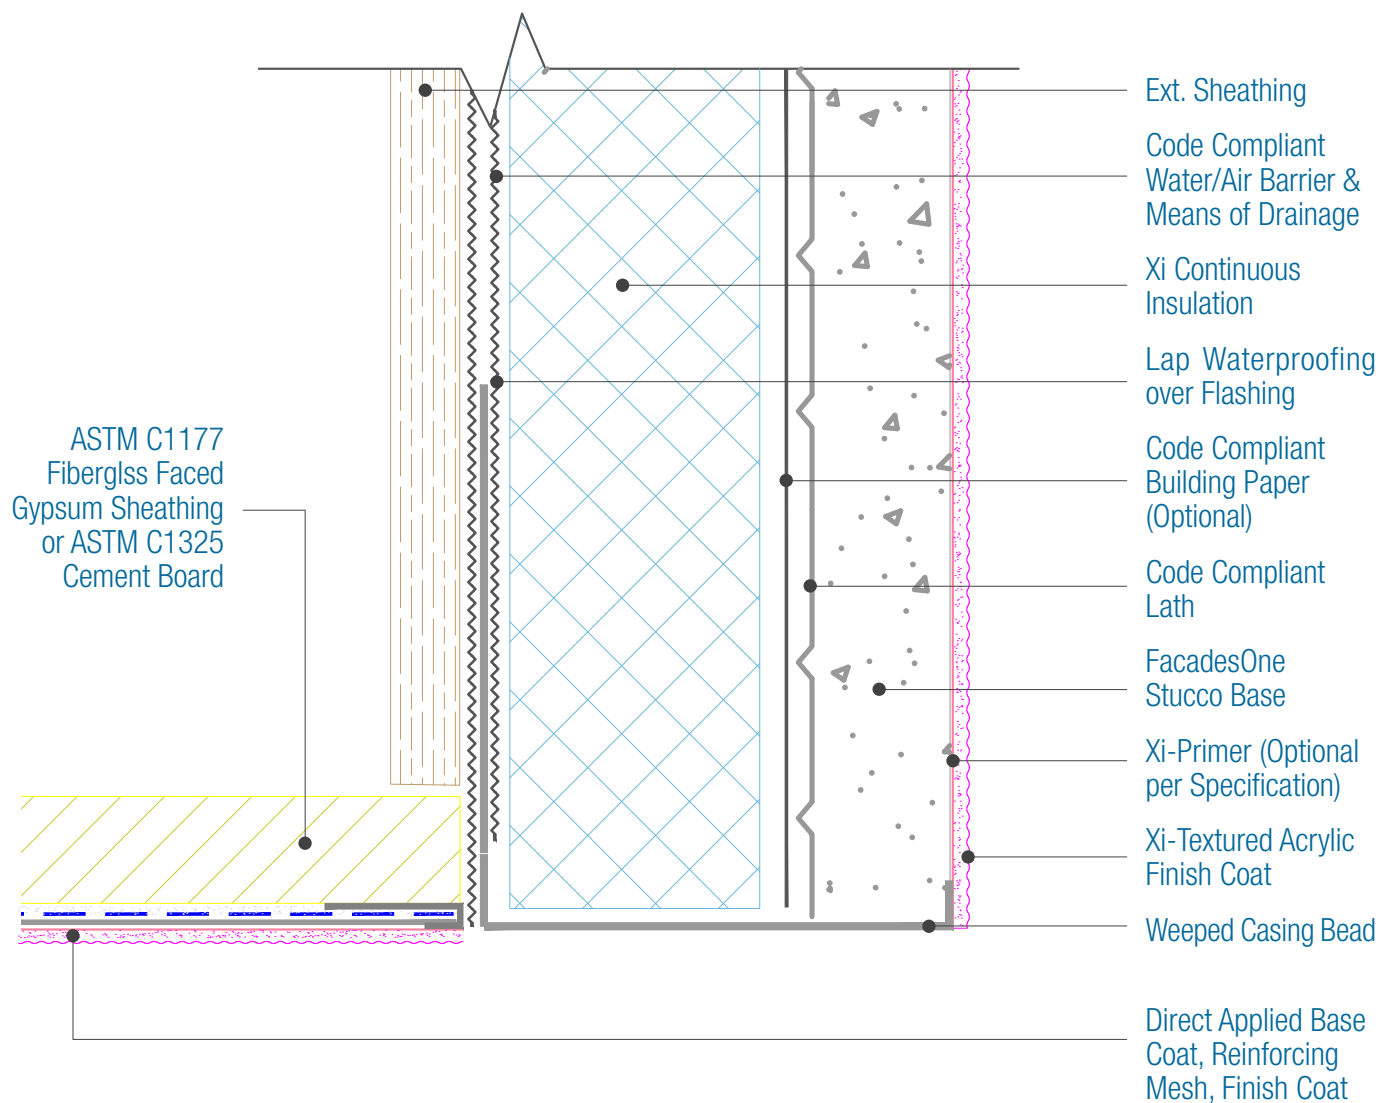 Ext. Sheathing
Code Compliant
Water/Air Barrier &
Means of Drainage
Xi Continuous
Insulation
Lap Waterproofing
over Flashing
ASTM C1177
Fiberglss Faced
Gypsum Sheathing
or ASTM C1325
Cement Board
Code Compliant
Building Paper
(Optional)
Code Compliant
Lath
FacadesOne
Stucco Base
Xi-Primer (Optional
per Specification)
Xi-Textured Acrylic
Finish Coat
Weeped Casing Bead
Direct Applied Base
Coat, Reinforcing
Mesh, Finish Coat